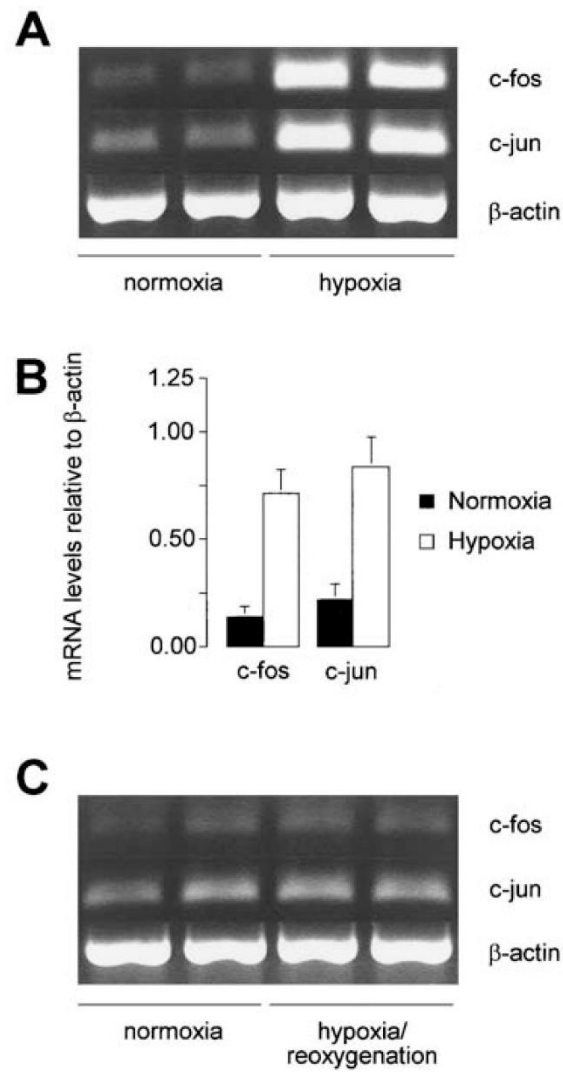 A
c-fos
c-jun
β-actin
normoxia hypoxia
B
mRNA levels relative to β-actin
1.25
1.00
0.50
0.00
c-fos c-jun
Normoxia
Hypoxia
C
c-fos
c-jun
β-actin
normoxia hypoxia/
reoxygenation